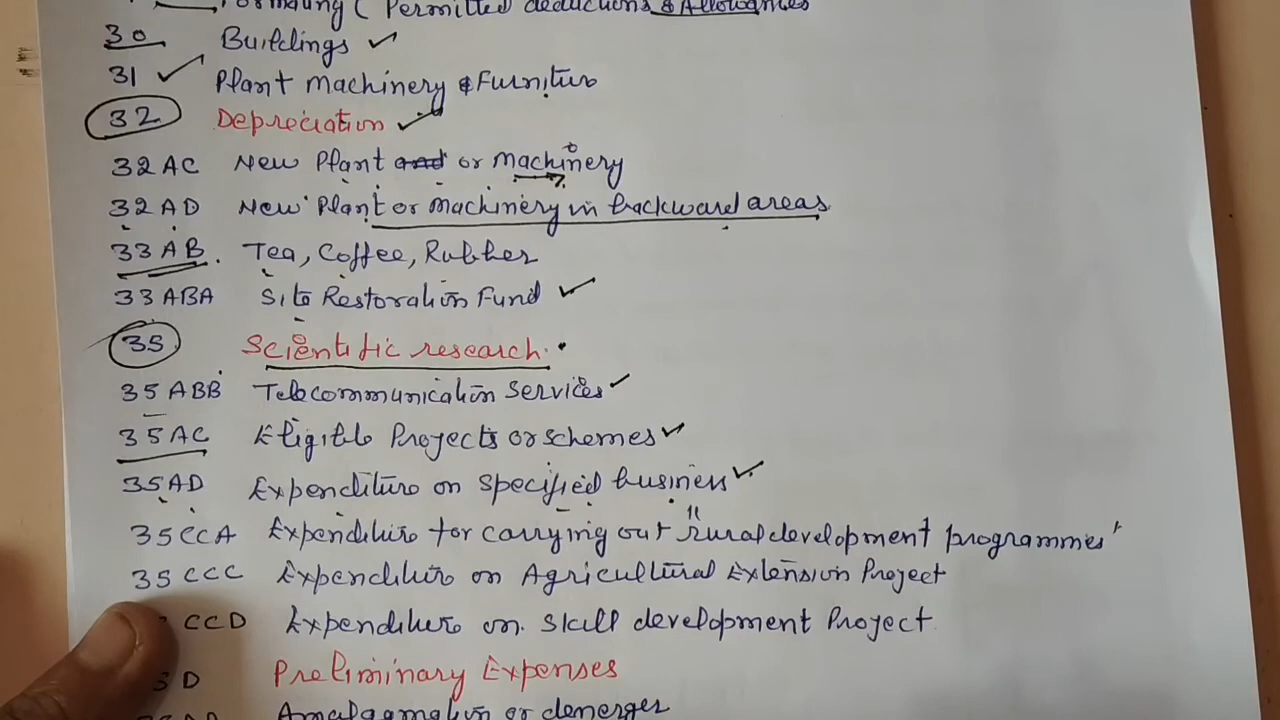 (Permitted deductions & Allowances
30 Buildings ✓
31 ✓ Plant Machinery & Furniture
32 Depreciation ✓
32AC New Plant or Machinery
32AD New Plant or Machinery in backward areas
33AB. Tea, Coffee, Rubber
33ABA Site Restoration Fund ✓
35 Scientific research.
35ABB Telecommunication Services ✓
35AC Eligible Projects or schemes ✓
35AD Expenditure on specified business ✓
35CCA Expenditure for carrying out "rural development programmes"
35CCC Expenditure on Agricultural Extension Project
CCD Expenditure on skill development Project.
D Preliminary Expenses
Amalgamation or demerger